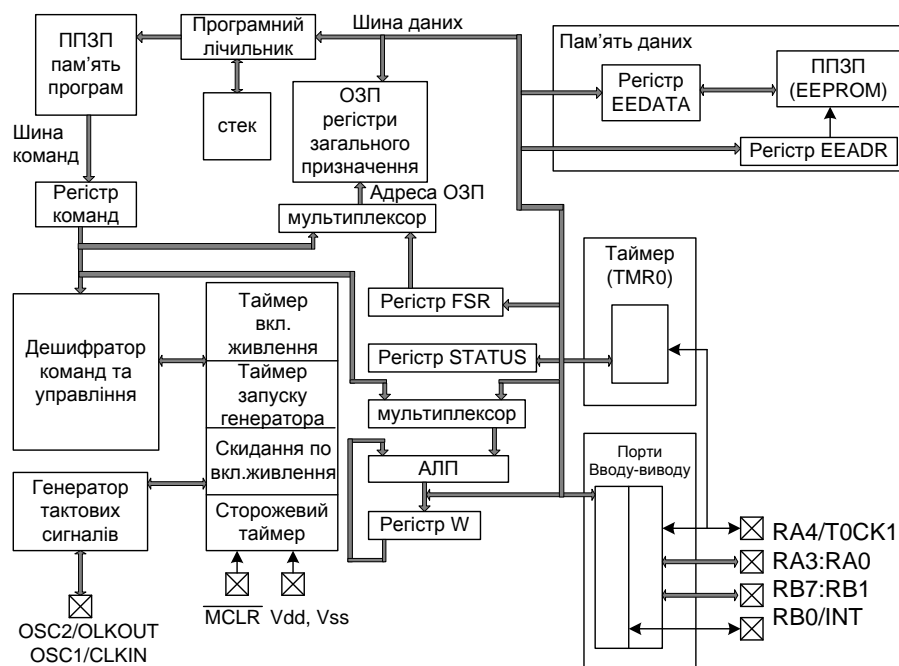 ППЗП
пам'ять
програм
Програмний
лічильник
Шина даних
стек
ОЗП
регістри
загального
призначення
Пам'ять даних
Регістр
EEDATA
ППЗП
(EEPROM)
Регістр EEADR
Шина
команд
Регістр
команд
Адреса ОЗП
мультиплексор
Регістр FSR
Регістр STATUS
мультиплексор
АЛП
Регістр W
Таймер
(TMR0)
Дешифратор
команд та
управління
Таймер
вкл.
живлення
Таймер
запуску
генератора
Скидання по
вкл.живлення
Сторожевий
таймер
Генератор
тактових
сигналів
OSC2/OLKOUT
OSC1/CLKIN
MCLR
Vdd, Vss
Порти
Вводу-виводу
RA4/T0CK1
RA3:RA0
RB7:RB1
RB0/INT